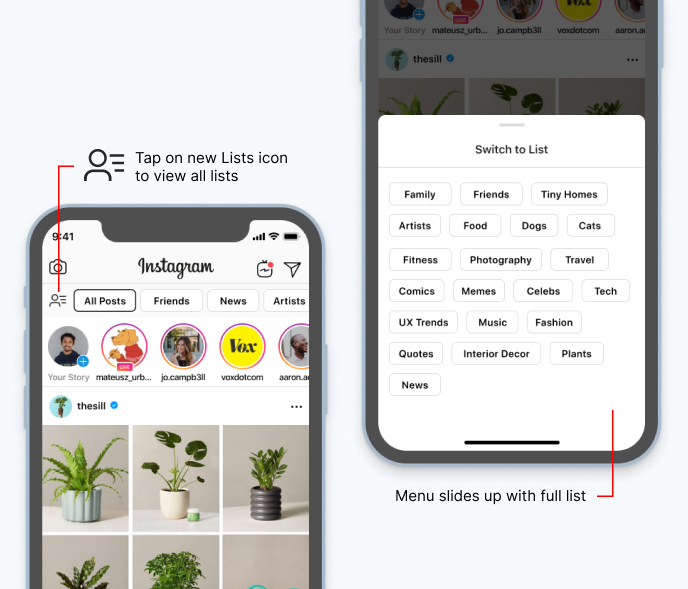 Your Story mateusz_urb... jo.campb3ll voxdotcom aaron.ac
thesill
Switch to List
Family Friends Tiny Homes
Artists Food Dogs Cats
Fitness Photography Travel
Comics Memes Celebs Tech
UX Trends Music Fashion
Quotes Interior Decor Plants
News
Menu slides up with full list
Tap on new Lists icon
to view all lists
9:41
Instagram
All Posts Friends News Artists
Vox
LIVE
Your Story mateusz_urb... jo.campb3ll voxdotcom
thesill